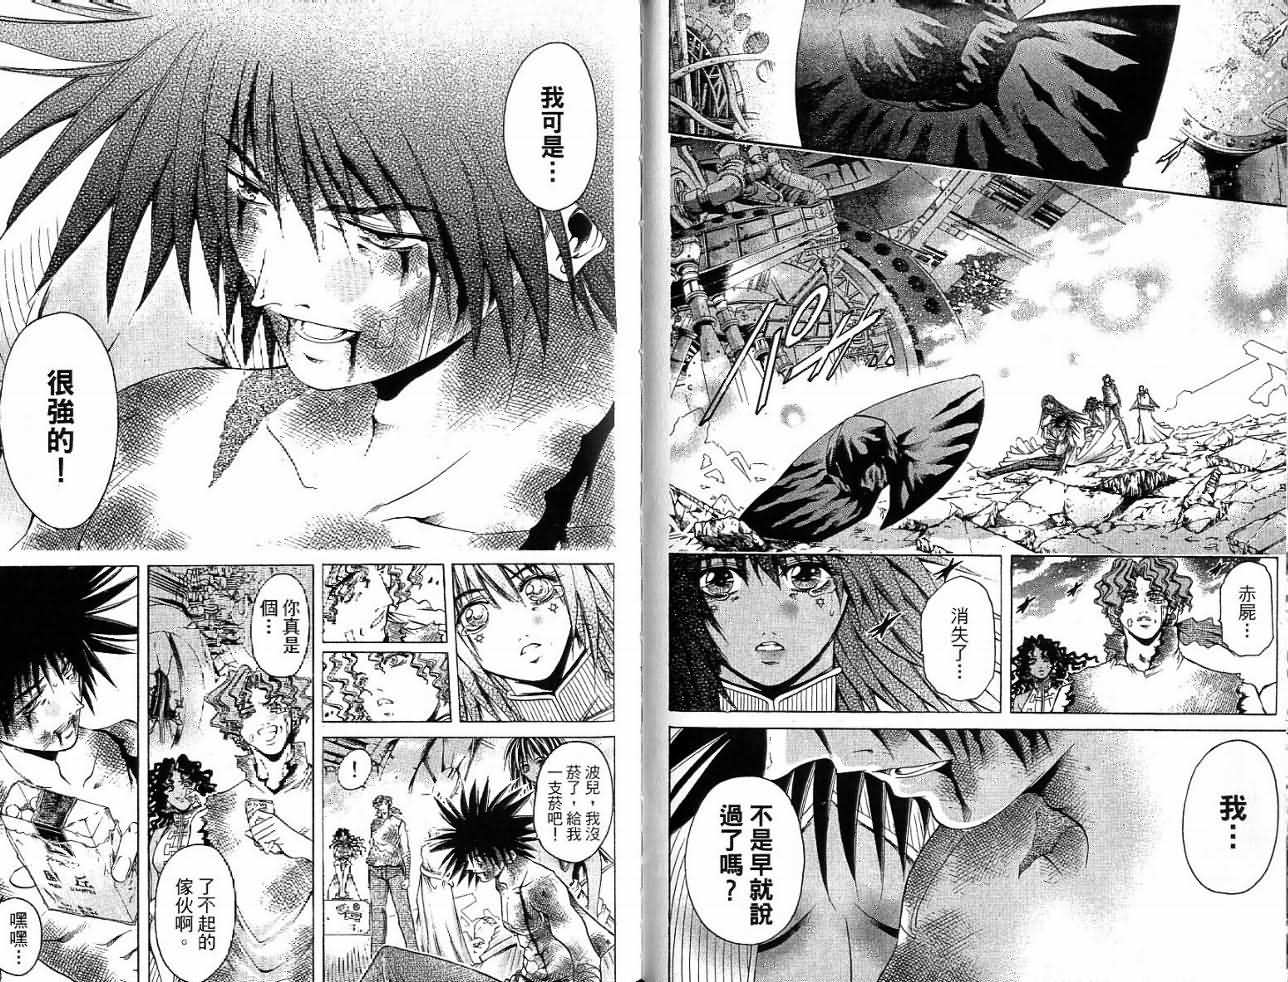 赤屍…
消失了…
我…
不是早就說
過了嗎？
我可是…
很強的！
波兒，我沒
菸了，給我
一支菸吧！
！
你真是
個…
了不起的
傢伙啊。
嘿嘿…